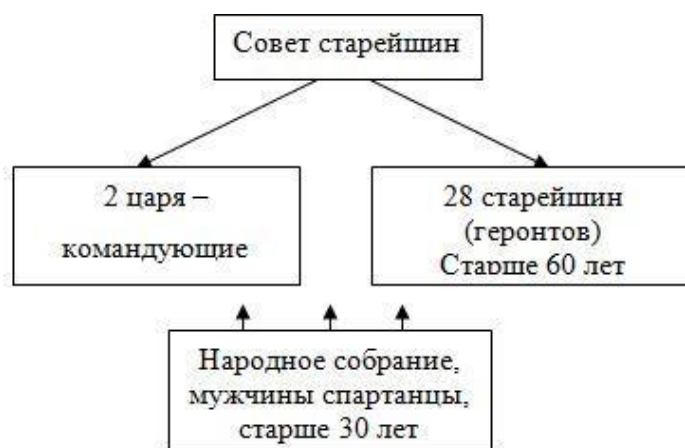 Совет старейшин
2 царя –
командующие
28 старейшин
(геронтов)
Старше 60 лет
Народное собрание,
мужчины спартанцы,
старше 30 лет